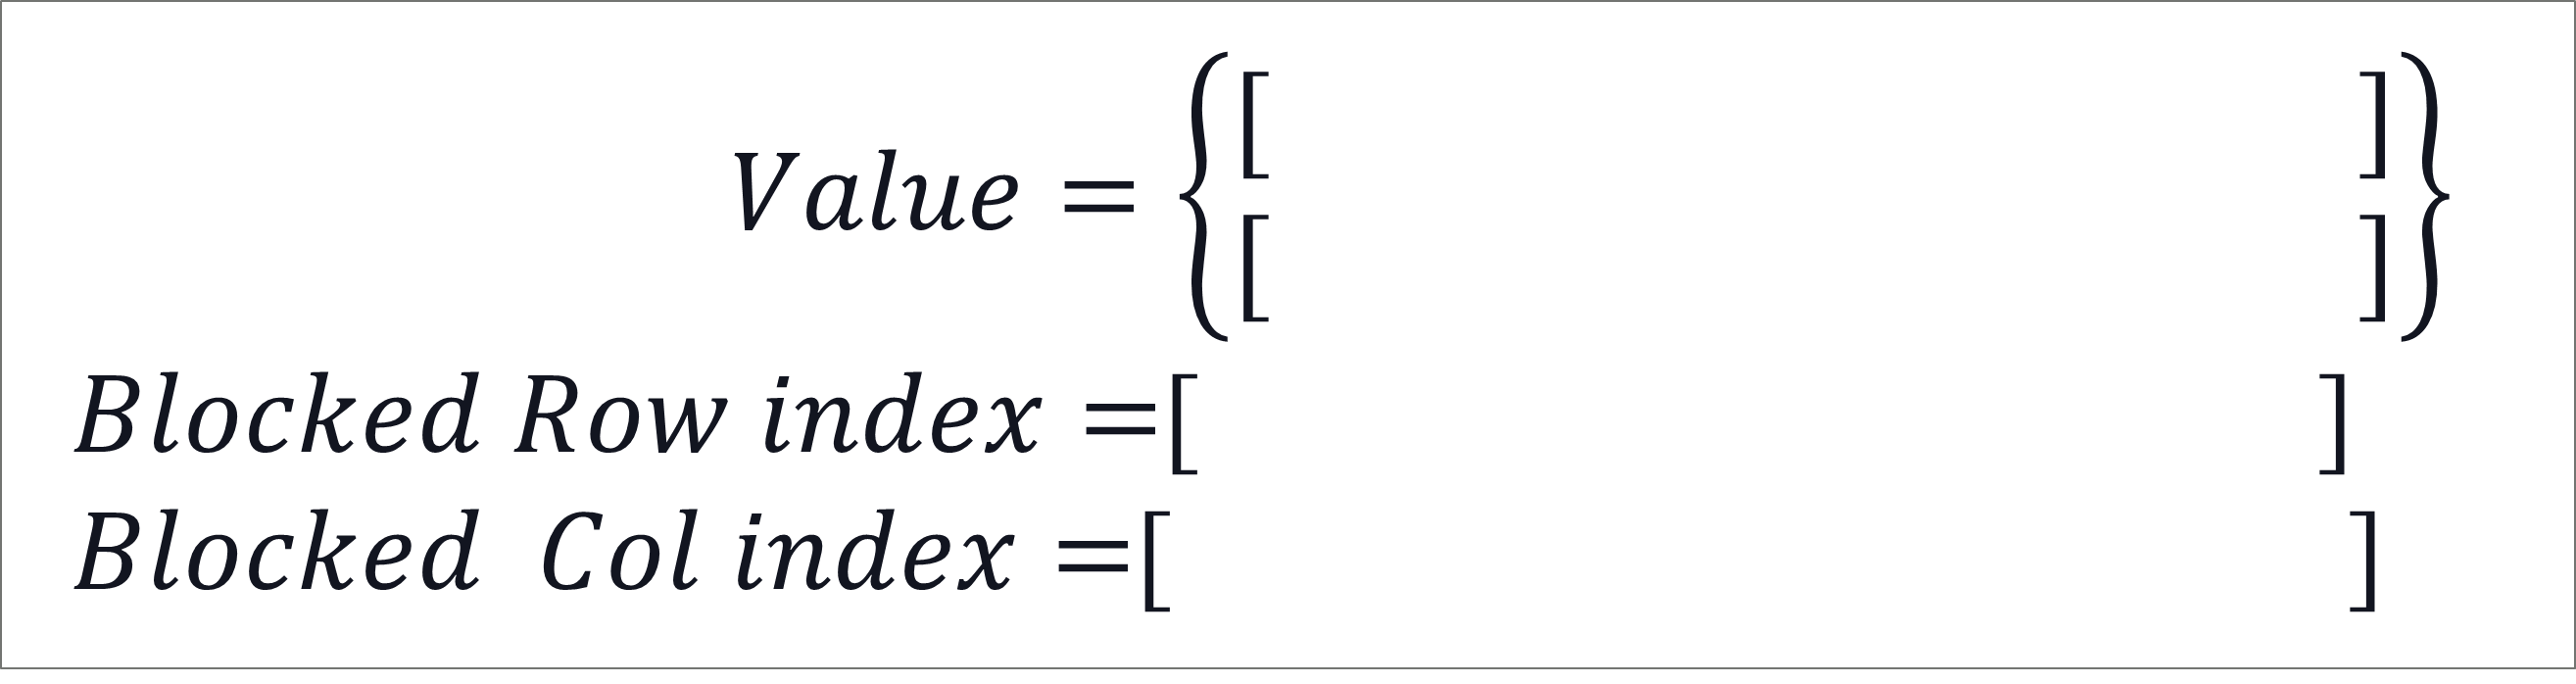 Value = {[ ]
[ ]}
Blocked Row index =[ ]
Blocked Col index =[ ]